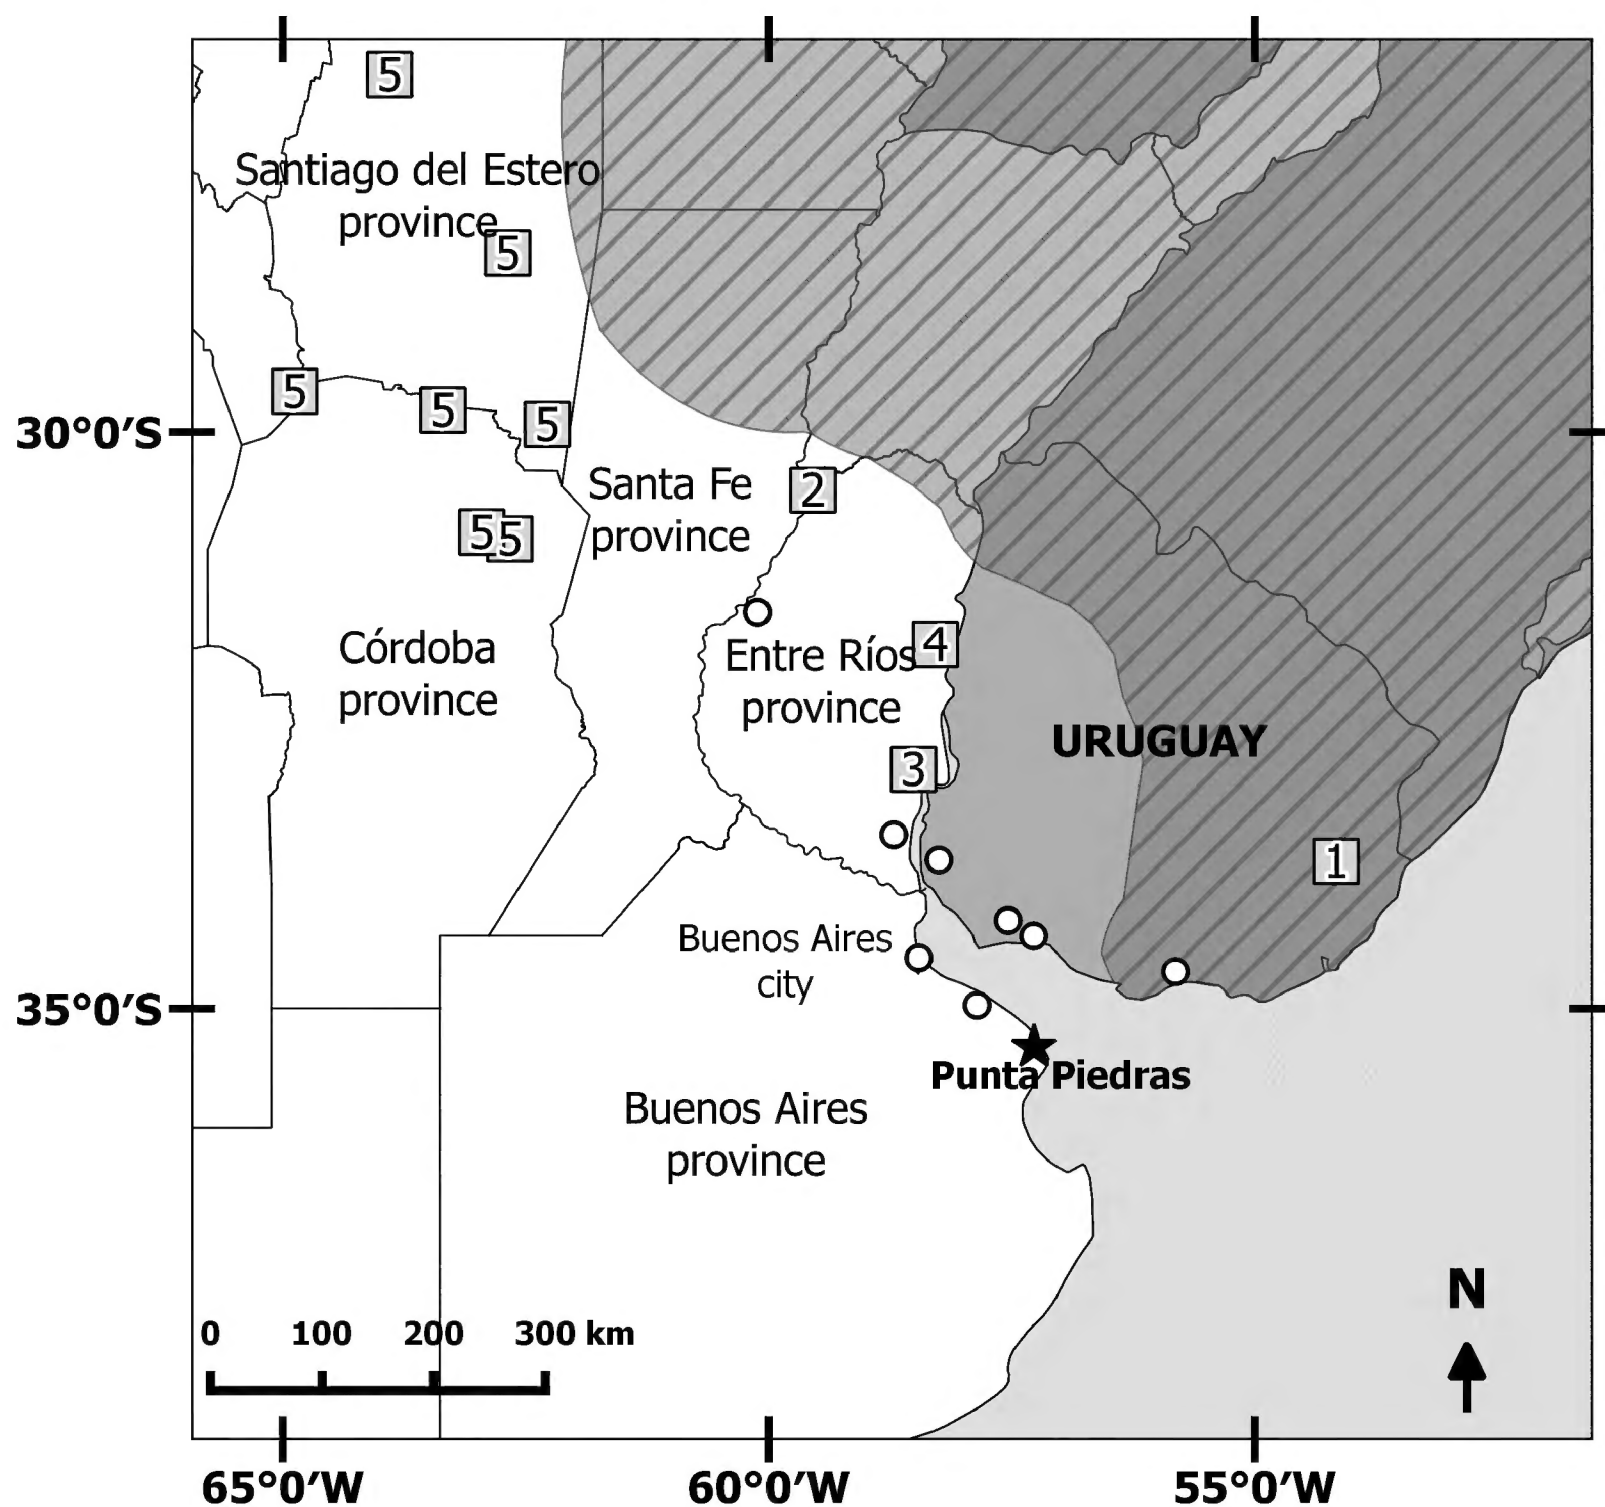 5
Santiago del Estero
province
5
5
5
5
30°0′S
Santa Fe
province
2
5
5
Córdoba
province
Entre Ríos
province
4
URUGUAY
3
1
Buenos Aires
city
35°0′S
Punta Piedras
Buenos Aires
province
N
0 100 200 300 km
65°0′W 60°0′W 55°0′W